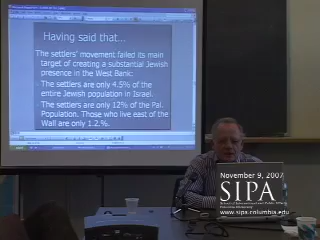 Having said that...
The settlers' movement failed its main
target of creating a substantial Jewish
presence in the West Bank:
The settlers are only 4.5% of the
entire Jewish population in Israel.
The settlers are only 12% of the Pal.
Population. Those who live east of the
Wall are only 1.2.%.
November 9, 2007
SIPA
www.sipa.columbia.edu